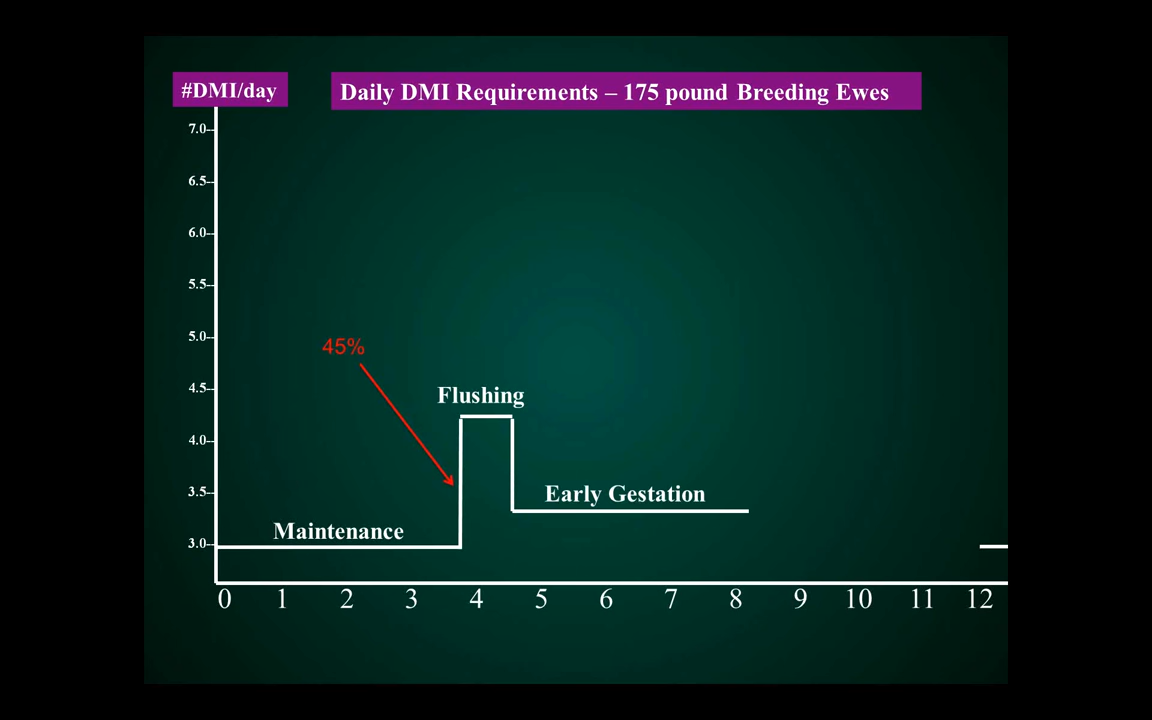 #DMI/day
Daily DMI Requirements – 175 pound Breeding Ewes
7.0
6.5
6.0
5.5
5.0
45%
4.5
Flushing
4.0
3.5
Early Gestation
Maintenance
3.0
0 1 2 3 4 5 6 7 8 9 10 11 12